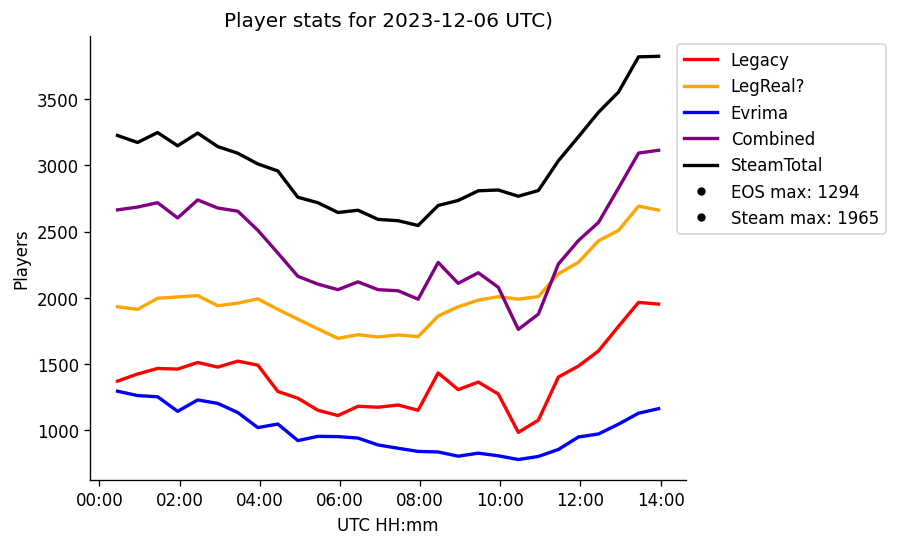 Player stats for 2023-12-06 UTC)
Players
3500
3000
2500
2000
1500
1000
00:00 02:00 04:00 06:00 08:00 10:00 12:00 14:00
UTC HH:mm
Legacy
LegReal?
Evrima
Combined
SteamTotal
EOS max: 1294
Steam max: 1965